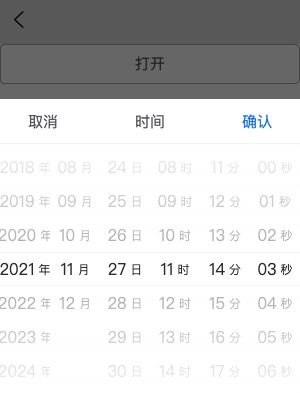 打开
取消 时间 确认
2018 年 08 月 24 日 08 时 11 分 00 秒
2019 年 09 月 25 日 09 时 12 分 01 秒
2020 年 10 月 26 日 10 时 13 分 02 秒
2021 年 11 月 27 日 11 时 14 分 03 秒
2022 年 12 月 28 日 12 时 15 分 04 秒
2023 年 29 日 13 时 16 分 05 秒
2024 年 30 日 14 时 17 分 06 秒